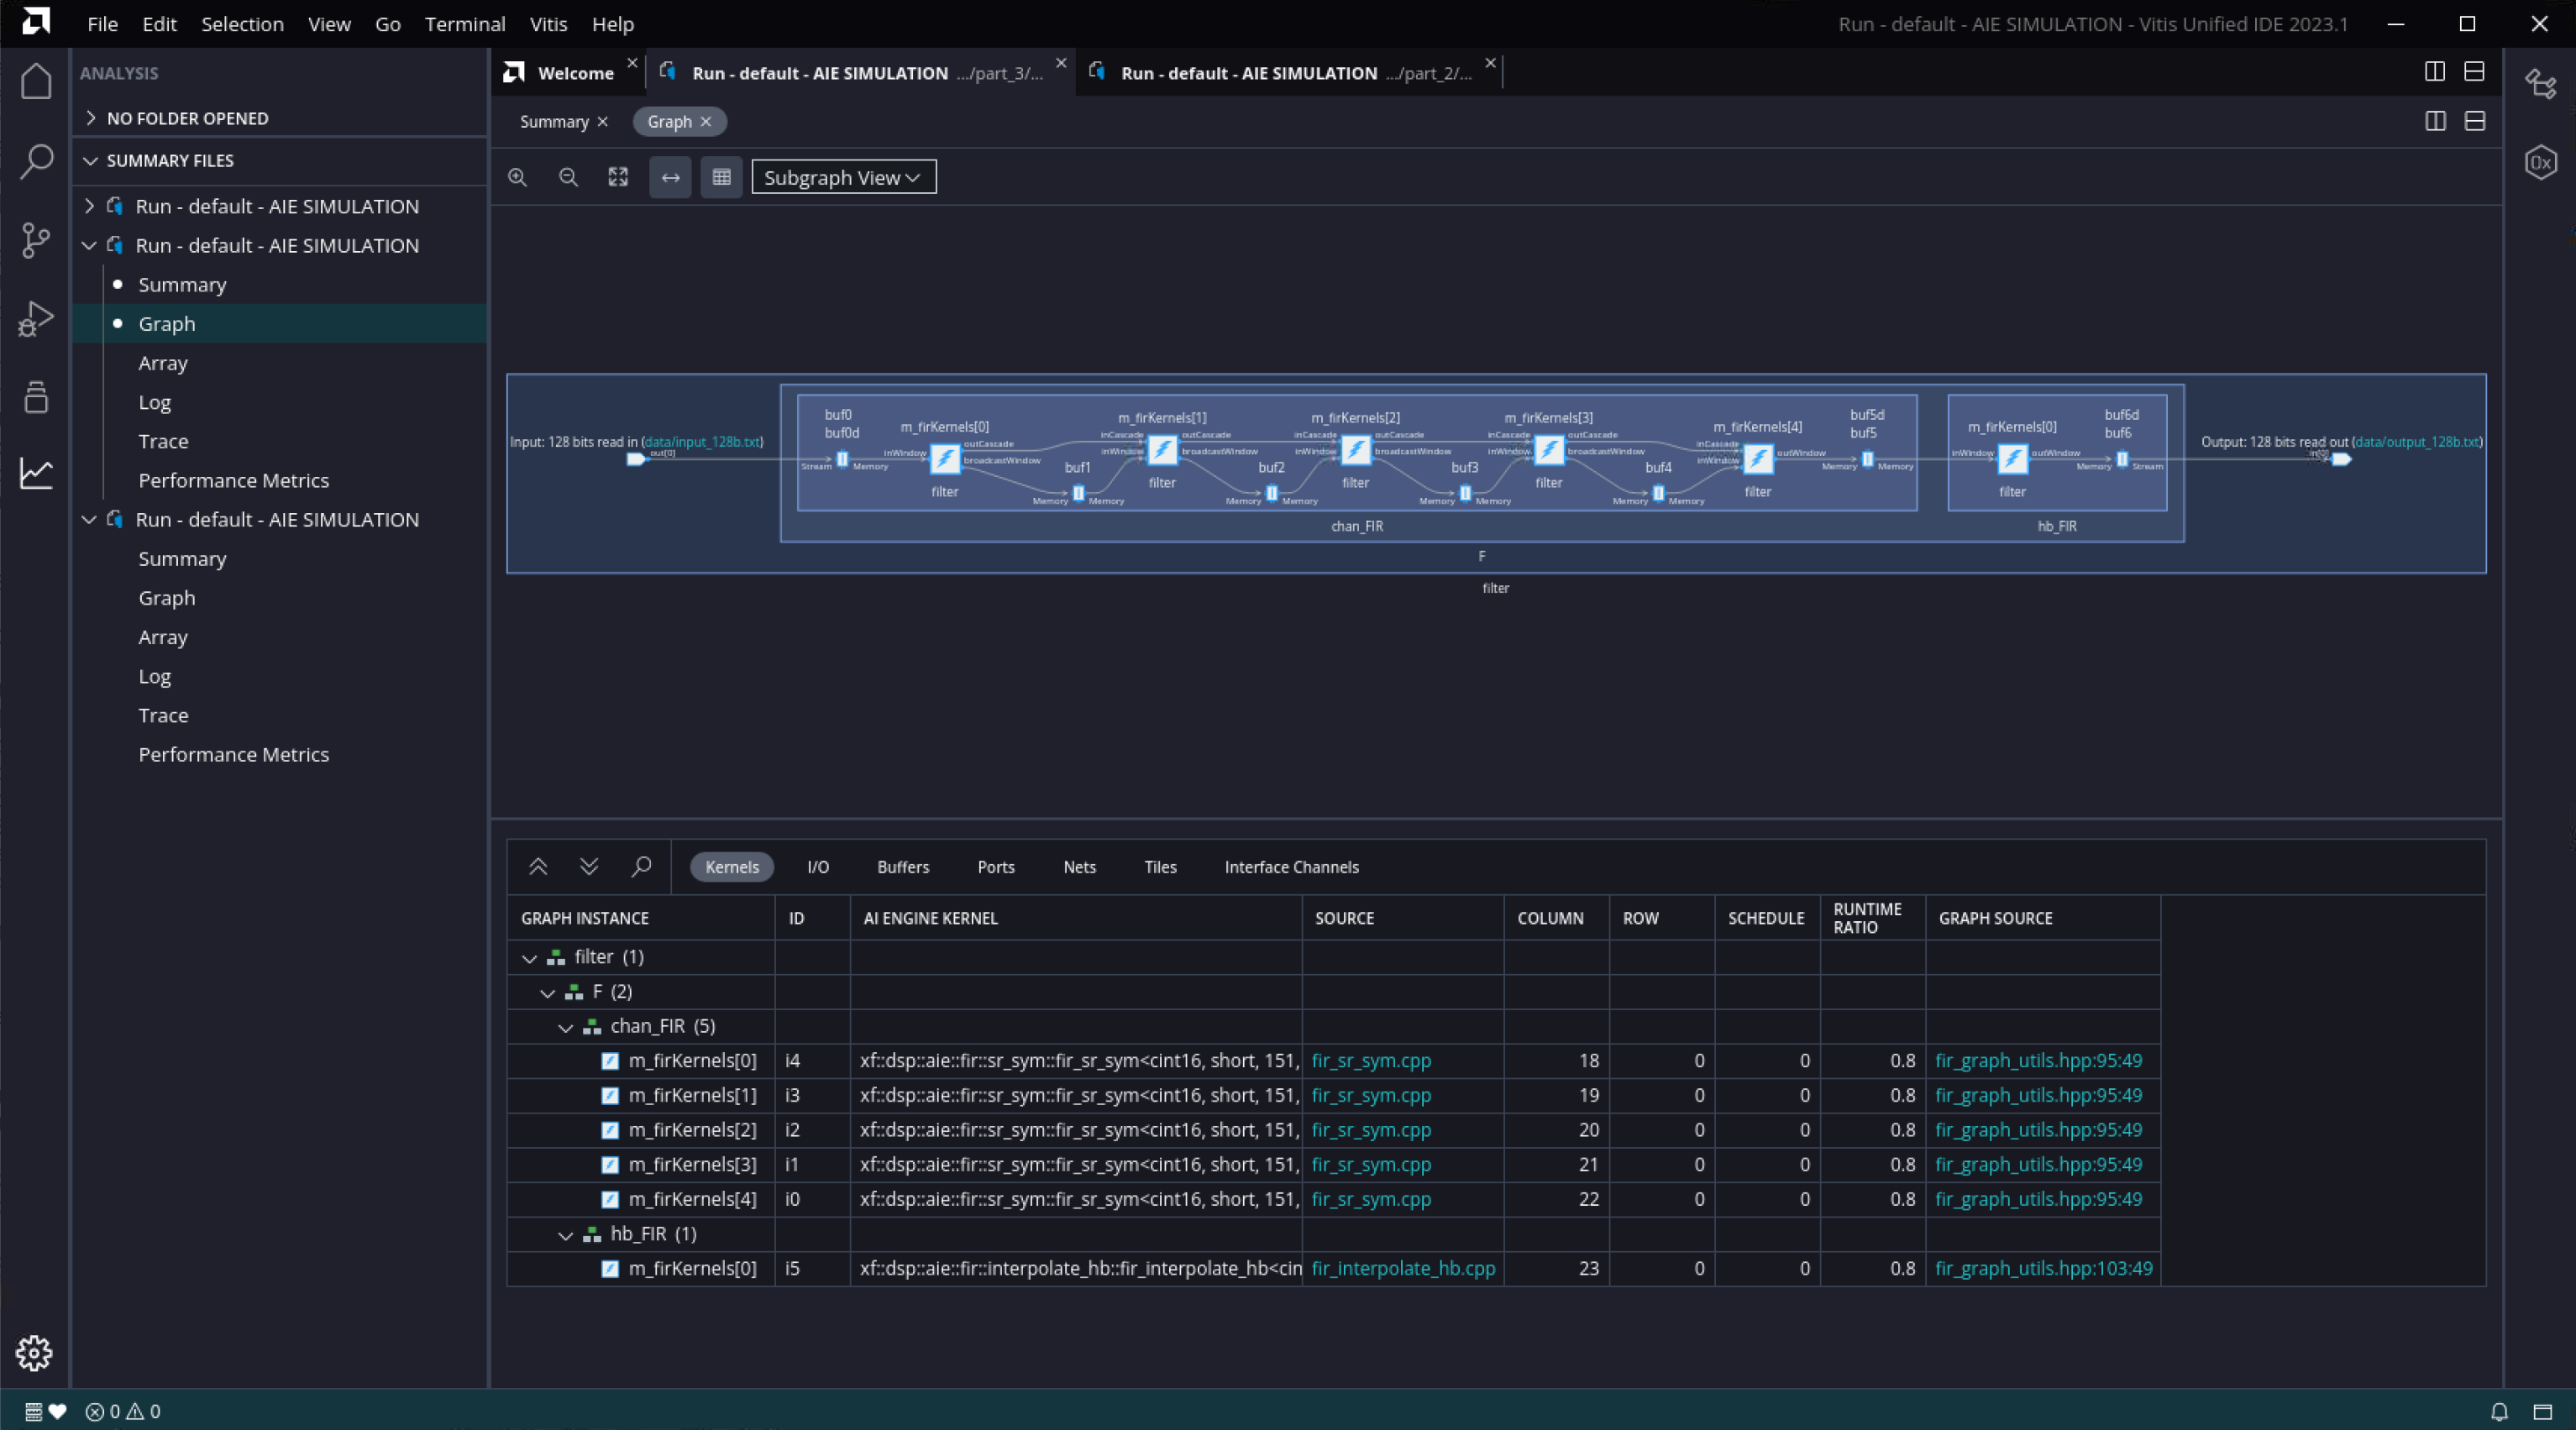 File Edit Selection View Go Terminal Vitis Help
Run - default - AIE SIMULATION - Vitis Unified IDE 2023.1
ANALYSIS
NO FOLDER OPENED
SUMMARY FILES
Run - default - AIE SIMULATION
Run - default - AIE SIMULATION
Summary
Graph
Array
Log
Trace
Performance Metrics
Run - default - AIE SIMULATION
Summary
Graph
Array
Log
Trace
Performance Metrics
Welcome
Run - default - AIE SIMULATION .../part_3/...
Run - default - AIE SIMULATION .../part_2/...
Summary
Graph
Subgraph View
Input: 128 bits read in (data/input_128b.txt)
out[0]
buf0
buf0d
Stream
Memory
m_firKernels[0]
inWindow
outCascade
broadcastWindow
filter
buf1
Memory
Memory
m_firKernels[1]
inCascade
inWindow
outCascade
broadcastWindow
filter
buf2
Memory
Memory
m_firKernels[2]
inCascade
inWindow
outCascade
broadcastWindow
filter
buf3
Memory
Memory
m_firKernels[3]
inCascade
inWindow
outCascade
broadcastWindow
filter
buf4
Memory
Memory
m_firKernels[4]
inCascade
inWindow
outWindow
filter
buf5d
buf5
Memory
Memory
chan_FIR
m_firKernels[0]
inWindow
outWindow
filter
buf6d
buf6
Memory
Stream
hb_FIR
Output: 128 bits read out (data/output_128b.txt)
in[0]
F
filter
Kernels I/O Buffers Ports Nets Tiles Interface Channels
GRAPH INSTANCE ID AI ENGINE KERNEL SOURCE COLUMN ROW SCHEDULE RUNTIME RATIO GRAPH SOURCE
filter (1)
F (2)
chan_FIR (5)
m_firKernels[0] i4 xf::dsp::aie::fir::sr_sym::fir_sr_sym<cint16, short, 151, fir_sr_sym.cpp 18 0 0 0.8 fir_graph_utils.hpp:95:49
m_firKernels[1] i3 xf::dsp::aie::fir::sr_sym::fir_sr_sym<cint16, short, 151, fir_sr_sym.cpp 19 0 0 0.8 fir_graph_utils.hpp:95:49
m_firKernels[2] i2 xf::dsp::aie::fir::sr_sym::fir_sr_sym<cint16, short, 151, fir_sr_sym.cpp 20 0 0 0.8 fir_graph_utils.hpp:95:49
m_firKernels[3] i1 xf::dsp::aie::fir::sr_sym::fir_sr_sym<cint16, short, 151, fir_sr_sym.cpp 21 0 0 0.8 fir_graph_utils.hpp:95:49
m_firKernels[4] i0 xf::dsp::aie::fir::sr_sym::fir_sr_sym<cint16, short, 151, fir_sr_sym.cpp 22 0 0 0.8 fir_graph_utils.hpp:95:49
hb_FIR (1)
m_firKernels[0] i5 xf::dsp::aie::fir::interpolate_hb::fir_interpolate_hb<cin fir_interpolate_hb.cpp 23 0 0 0.8 fir_graph_utils.hpp:103:49
0x
0 0